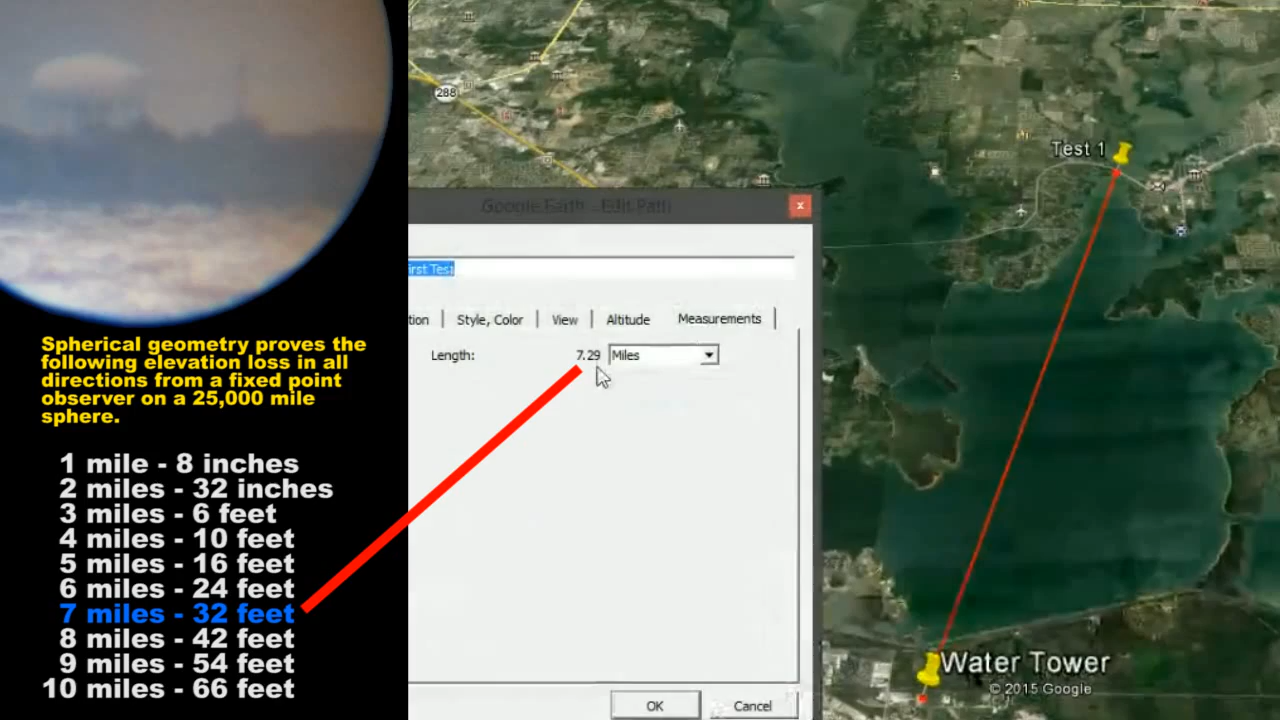 Spherical geometry proves the
following elevation loss in all
directions from a fixed point
observer on a 25,000 mile
sphere.
1 mile - 8 inches
2 miles - 32 inches
3 miles - 6 feet
4 miles - 10 feet
5 miles - 16 feet
6 miles - 24 feet
7 miles - 32 feet
8 miles - 42 feet
9 miles - 54 feet
10 miles - 66 feet
288
Google Earth - Edit Path
x
irst Test
tion
Style, Color
View
Altitude
Measurements
Length:
7.29
Miles
OK
Cancel
Test 1
Water Tower
© 2015 Google